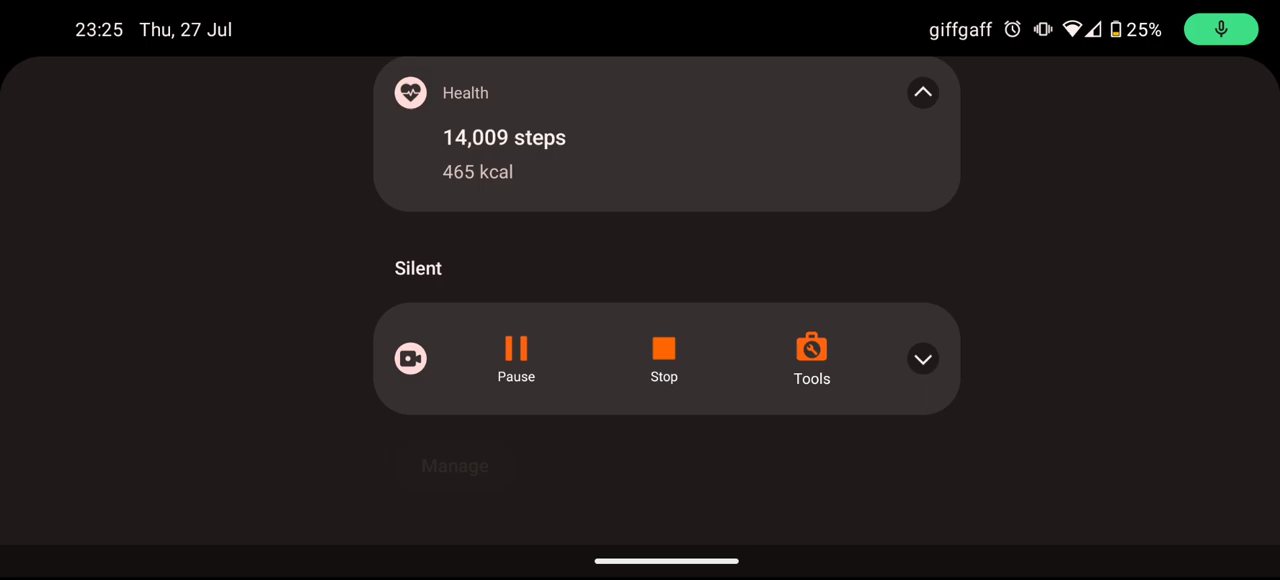 23:25 Thu, 27 Jul
giffgaff 25%
Health
14,009 steps
465 kcal
Silent
Pause
Stop
Tools
Manage